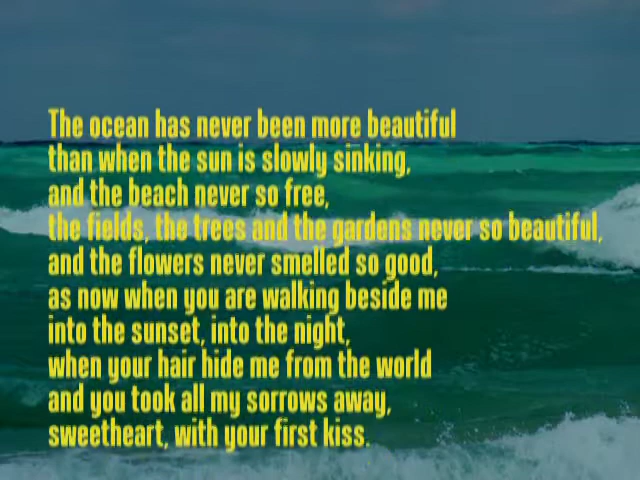 The ocean has never been more beautiful
than when the sun is slowly sinking,
and the beach never so free,
the fields, the trees and the gardens never so beautiful,
and the flowers never smelled so good,
as now when you are walking beside me
into the sunset, into the night,
when your hair hide me from the world
and you took all my sorrows away,
sweetheart, with your first kiss.